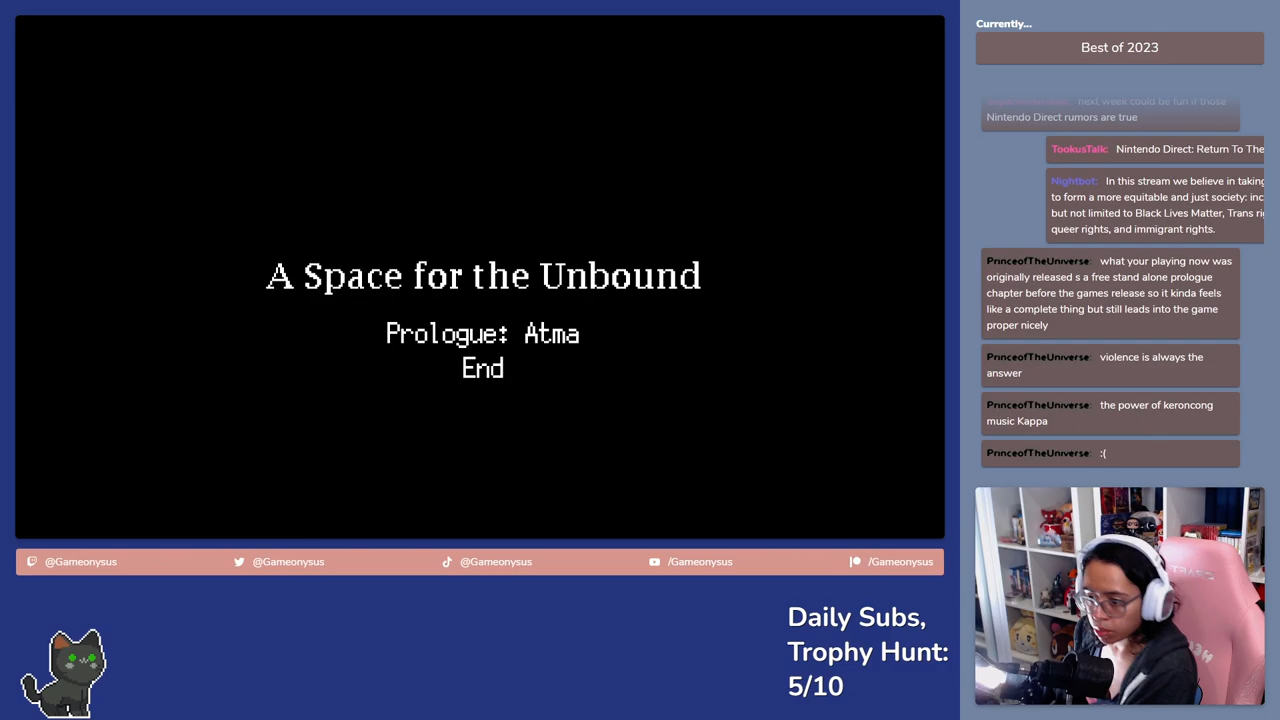 Currently...
Best of 2023
next week could be fun if those
Nintendo Direct rumors are true
TookusTalk: Nintendo Direct: Return To The
Nightbot: In this stream we believe in taking
to form a more equitable and just society: inc
but not limited to Black Lives Matter, Trans ri
queer rights, and immigrant rights.
PrinceofTheUniverse: what your playing now was
originally released s a free stand alone prologue
chapter before the games release so it kinda feels
like a complete thing but still leads into the game
proper nicely
PrinceofTheUniverse: violence is always the
answer
PrinceofTheUniverse: the power of keroncong
music Kappa
PrinceofTheUniverse: :(
A Space for the Unbound
Prologue: Atma
End
@Gameonysus
@Gameonysus
@Gameonysus
/Gameonysus
/Gameonysus
Daily Subs,
Trophy Hunt:
5/10